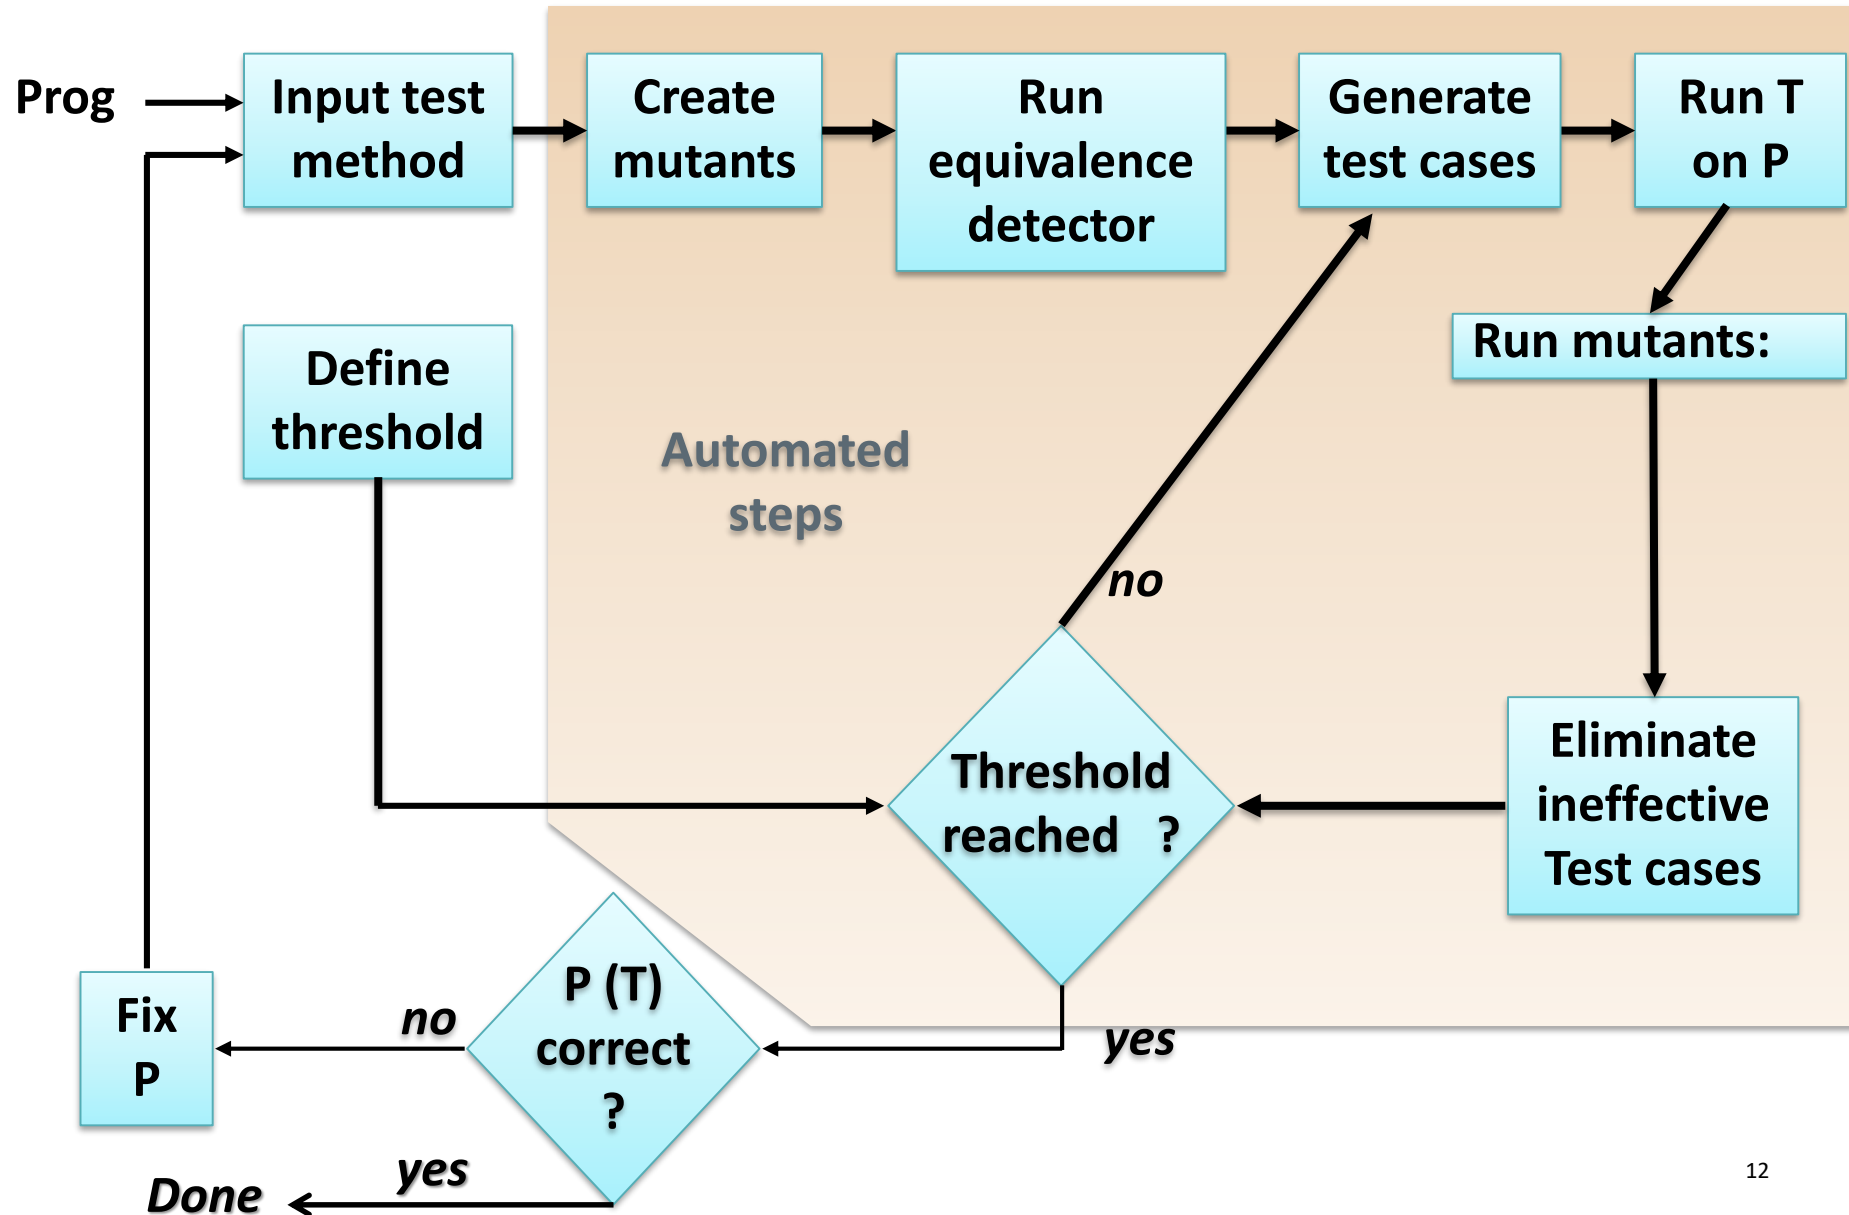 Prog
Input test
method
Create
mutants
Run
equivalence
detector
Generate
test cases
Run T
on P
Run mutants:
Define
threshold
Automated
steps
no
Threshold
reached ?
Eliminate
ineffective
Test cases
yes
P (T)
correct
?
no
Fix
P
yes
Done
12